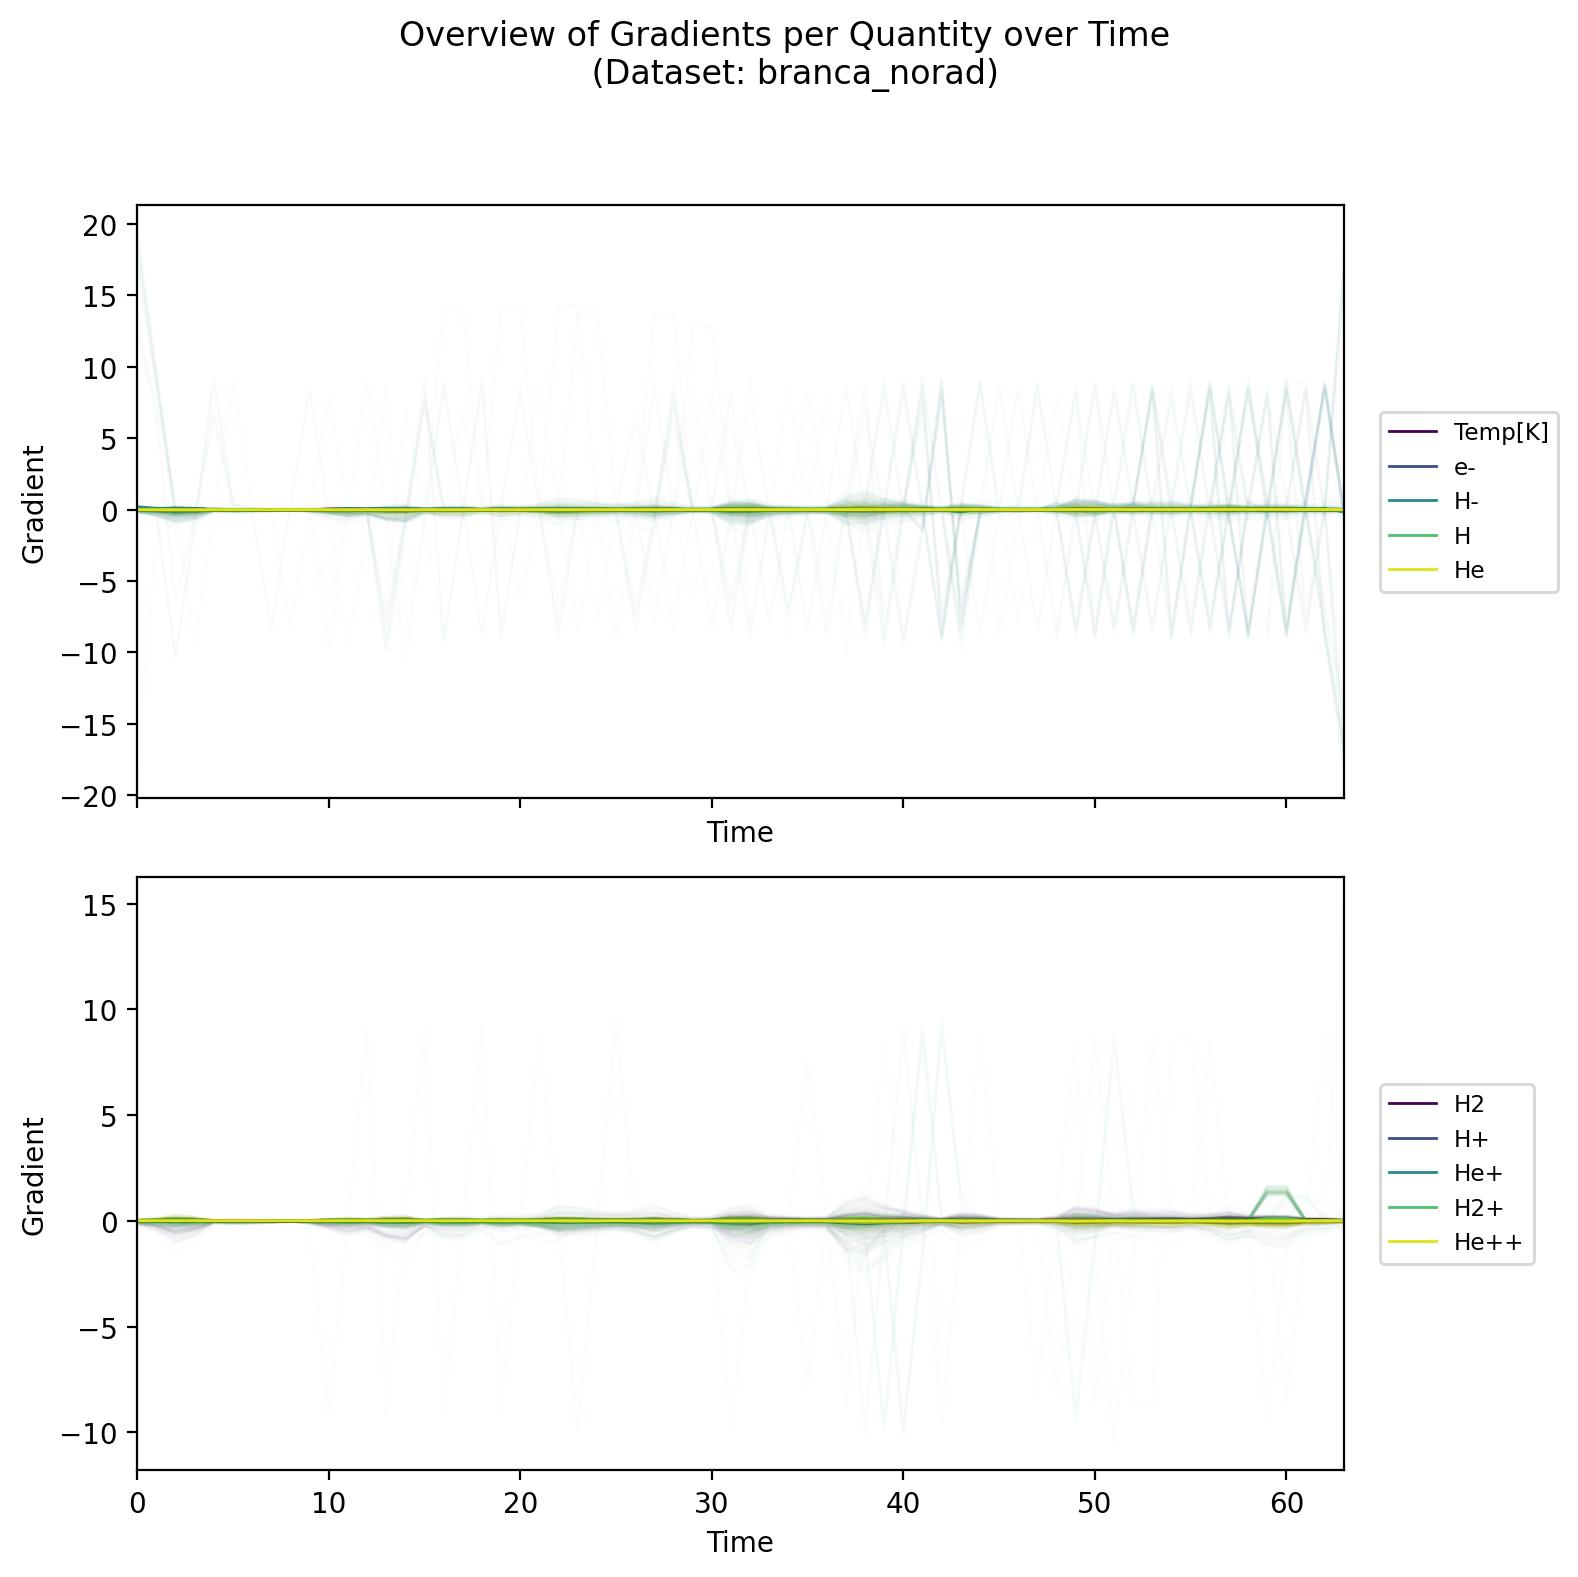 Overview of Gradients per Quantity over Time
(Dataset: branca_norad)
20
15
10
5
0
−5
−10
−15
−20
Gradient
Time
Temp[K]
e-
H-
H
He
15
10
5
0
−5
−10
Gradient
0 10 20 30 40 50 60
Time
H2
H+
He+
H2+
He++